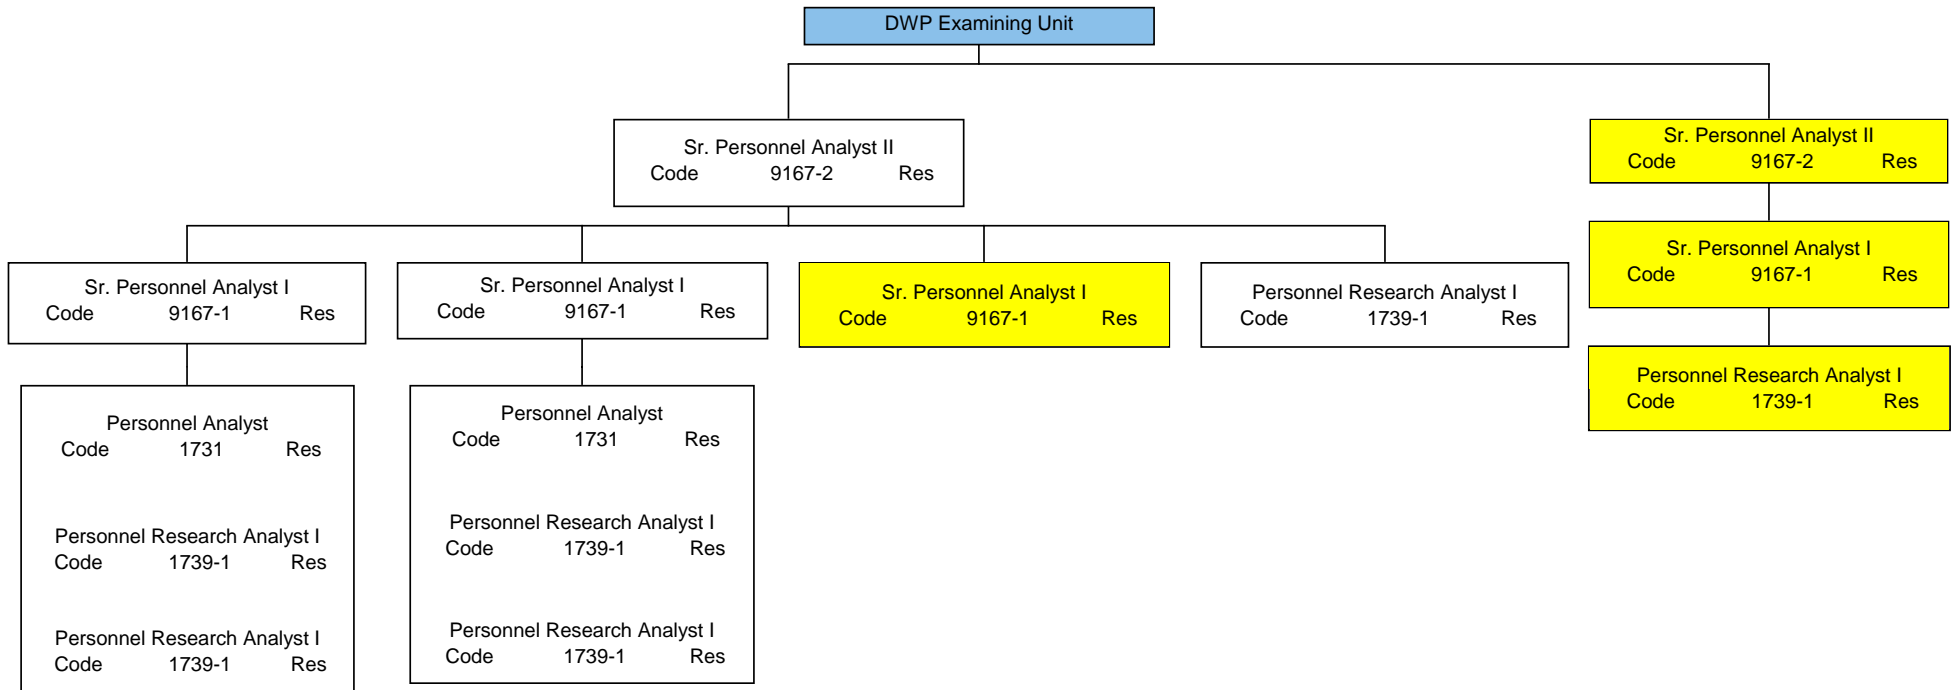 DWP Examining Unit
Sr. Personnel Analyst II
Code 9167-2 Res
Sr. Personnel Analyst II
Code 9167-2 Res
Sr. Personnel Analyst I
Code 9167-1 Res
Sr. Personnel Analyst I
Code 9167-1 Res
Sr. Personnel Analyst I
Code 9167-1 Res
Personnel Research Analyst I
Code 1739-1 Res
Sr. Personnel Analyst I
Code 9167-1 Res
Personnel Research Analyst I
Code 1739-1 Res
Personnel Analyst
Code 1731 Res
Personnel Research Analyst I
Code 1739-1 Res
Personnel Research Analyst I
Code 1739-1 Res
Personnel Analyst
Code 1731 Res
Personnel Research Analyst I
Code 1739-1 Res
Personnel Research Analyst I
Code 1739-1 Res